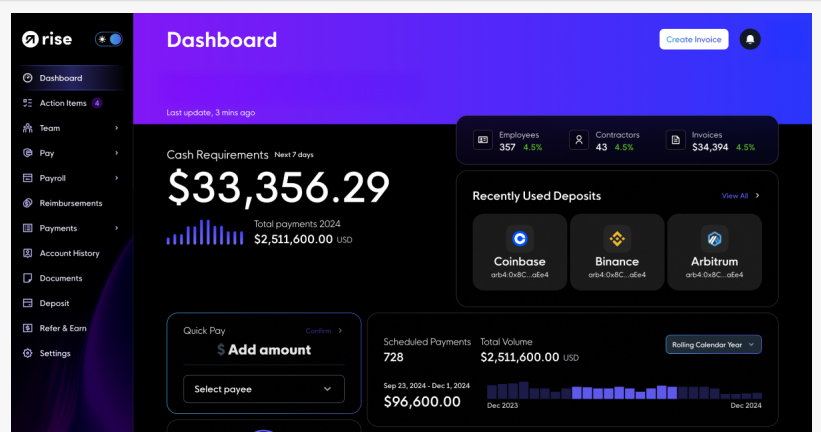 rise
Dashboard
Action Items 4
Team
Pay
Payroll
Reimbursements
Payments
Account History
Documents
Deposit
Refer & Earn
Settings
Dashboard
Create Invoice
Last update, 3 mins ago
Cash Requirements Next 7 days
$33,356.29
Total payments 2024
$2,511,600.00 USD
Employees
357 4.5%
Contractors
43 4.5%
Invoices
$34,394 4.5%
Recently Used Deposits
View All
Coinbase
arb4:0x8C...aEe4
Binance
arb4:0x8C...aEe4
Arbitrum
arb4:0x8C...aEe4
Quick Pay
Confirm
$ Add amount
Select payee
Scheduled Payments
728
Total Volume
$2,511,600.00 USD
Rolling Calendar Year
Sep 23, 2024 - Dec 1, 2024
$96,600.00
Dec 2023
Dec 2024